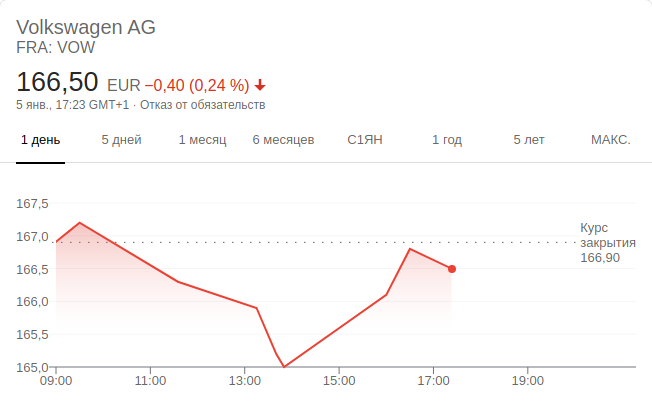 Volkswagen AG
FRA: VOW
166,50 EUR −0,40 (0,24 %)
5 янв., 17:23 GMT+1 · Отказ от обязательств
1 день 5 дней 1 месяц 6 месяцев С1ЯН 1 год 5 лет МАКС.
167,5
167,0
166,5
166,0
165,5
165,0
Курс
закрытия
166,90
09:00 11:00 13:00 15:00 17:00 19:00